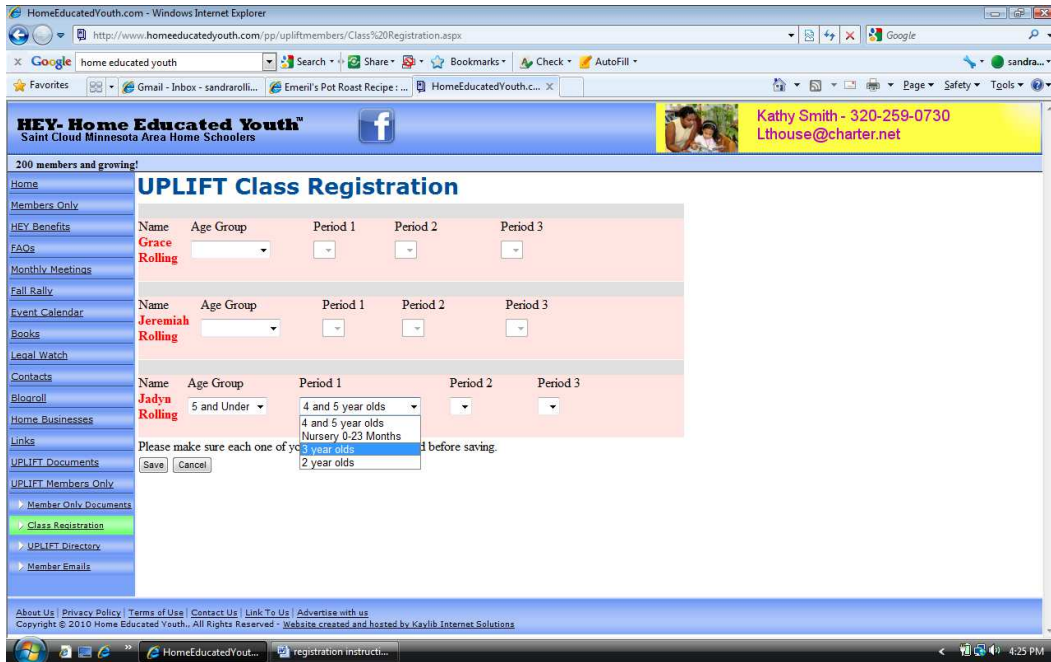 HomeEducatedYouth.com - Windows Internet Explorer
http://www.homeeducatedyouth.com/pp/upliftmembers/Class%20Registration.aspx
Google
x Google home educated youth Search Share Bookmarks Check AutoFill sandra...
Favorites Gmail - Inbox - sandrarolli... Emeril's Pot Roast Recipe : ... HomeEducatedYouth.c... X Page Safety Tools
HEY- Home Educated Youth™
Saint Cloud Minnesota Area Home Schoolers
f
Kathy Smith - 320-259-0730
Lthouse@charter.net
200 members and growing!
Home
Members Only
HEY Benefits
FAQs
Monthly Meetings
Fall Rally
Event Calendar
Books
Legal Watch
Contacts
Blogroll
Home Businesses
Links
UPLIFT Documents
UPLIFT Members Only
Member Only Documents
Class Registration
UPLIFT Directory
Member Emails
UPLIFT Class Registration
Name Age Group Period 1 Period 2 Period 3
Grace
Rolling
Name Age Group Period 1 Period 2 Period 3
Jeremiah
Rolling
Name Age Group Period 1 Period 2 Period 3
Jadyn
Rolling
5 and Under 4 and 5 year olds
4 and 5 year olds
Nursery 0-23 Months
3 year olds
2 year olds
Please make sure each one of yo d before saving.
Save Cancel
About Us | Privacy Policy | Terms of Use | Contact Us | Link To Us | Advertise with us
Copyright © 2010 Home Educated Youth., All Rights Reserved - Website created and hosted by Kaylib Internet Solutions
HomeEducatedYout... registration instructi... 4:25 PM